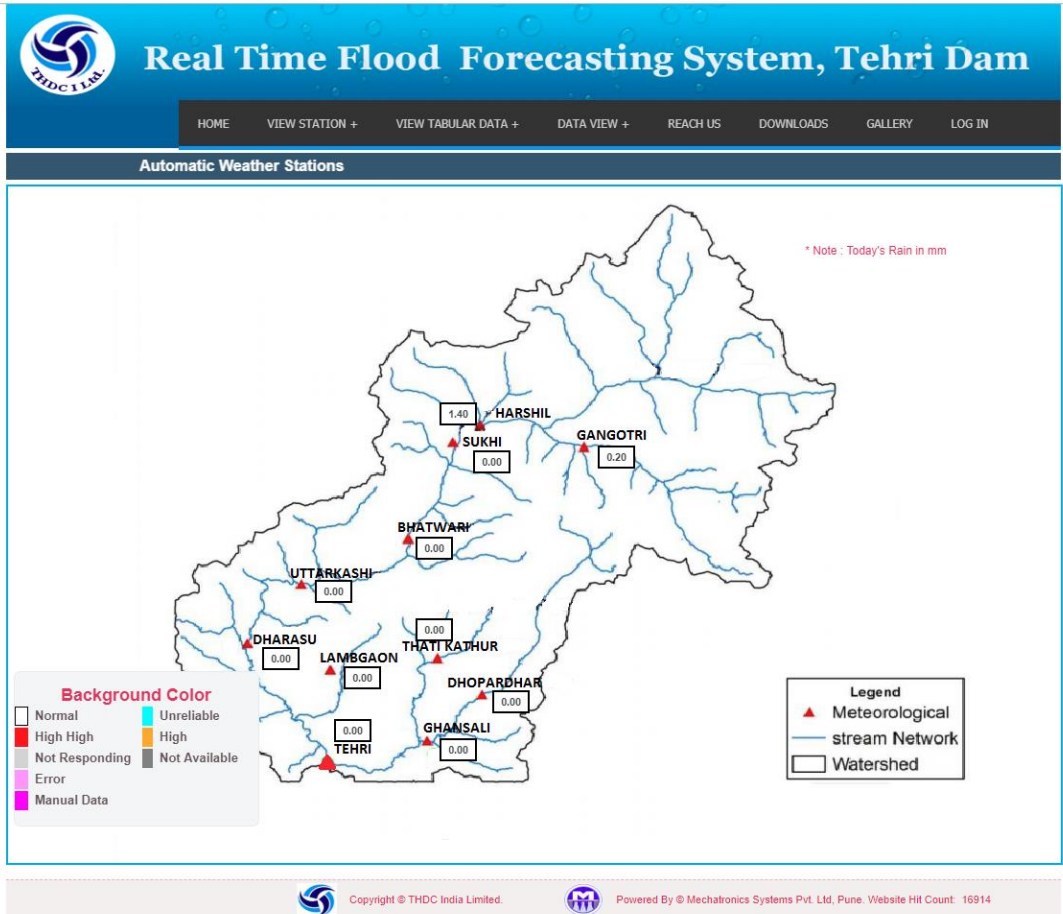 THDC I Ltd.
Real Time Flood Forecasting System, Tehri Dam
HOME VIEW STATION + VIEW TABULAR DATA + DATA VIEW + REACH US DOWNLOADS GALLERY LOG IN
Automatic Weather Stations
* Note : Today's Rain in mm
1.40 HARSHIL
SUKHI
0.00
GANGOTRI
0.20
BHATWARI
0.00
UTTARKASHI
0.00
DHARASU
0.00
LAMBGAON
0.00
0.00
THATI KATHUR
DHOPARDHAR
0.00
GHANSALI
0.00
0.00
TEHRI
Background Color
Normal Unreliable
High High High
Not Responding Not Available
Error
Manual Data
Legend
Meteorological
stream Network
Watershed
Copyright © THDC India Limited. Powered By © Mechatronics Systems Pvt. Ltd, Pune. Website Hit Count: 16914